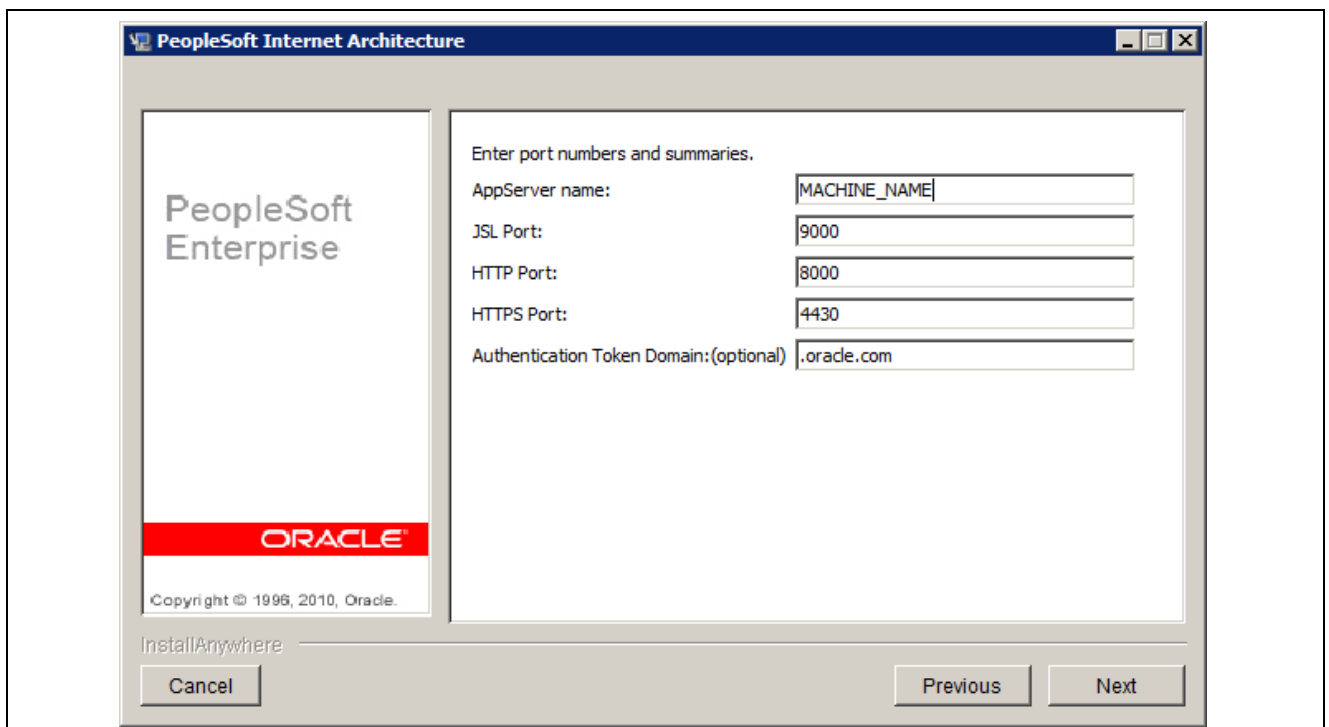 PeopleSoft Internet Architecture
PeopleSoft
Enterprise
ORACLE
Copyright © 1996, 2010, Oracle.
Enter port numbers and summaries.
AppServer name: MACHINE_NAME
JSL Port: 9000
HTTP Port: 8000
HTTPS Port: 4430
Authentication Token Domain:(optional) .oracle.com
InstallAnywhere
Cancel Previous Next